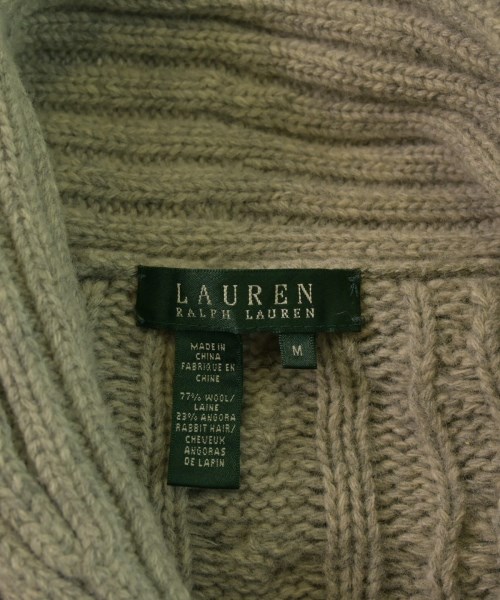 LAUREN
RALPH LAUREN
M
MADE IN
CHINA
FABRIQUE EN
CHINE
77% WOOL/
LAINE
23% ANGORA
RABBIT HAIR/
CHEVEUX
ANGORAS
DE LAPIN